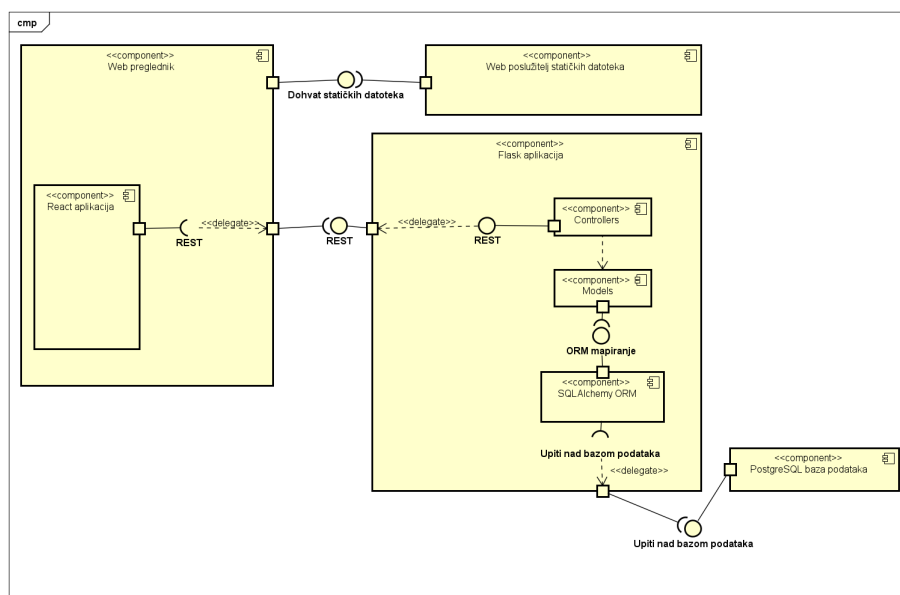 cmp
<<component>>
Web preglednik
<<component>>
Web poslužitelj statičkih datoteka
Dohvat statičkih datoteka
<<component>>
Flask aplikacija
<<component>>
React aplikacija
<<delegate>>
REST
REST
<<delegate>>
REST
<<component>>
Controllers
<<component>>
Models
ORM mapiranje
<<component>>
SQLAlchemy ORM
Upiti nad bazom podataka
<<delegate>>
<<component>>
PostgreSQL baza podataka
Upiti nad bazom podataka